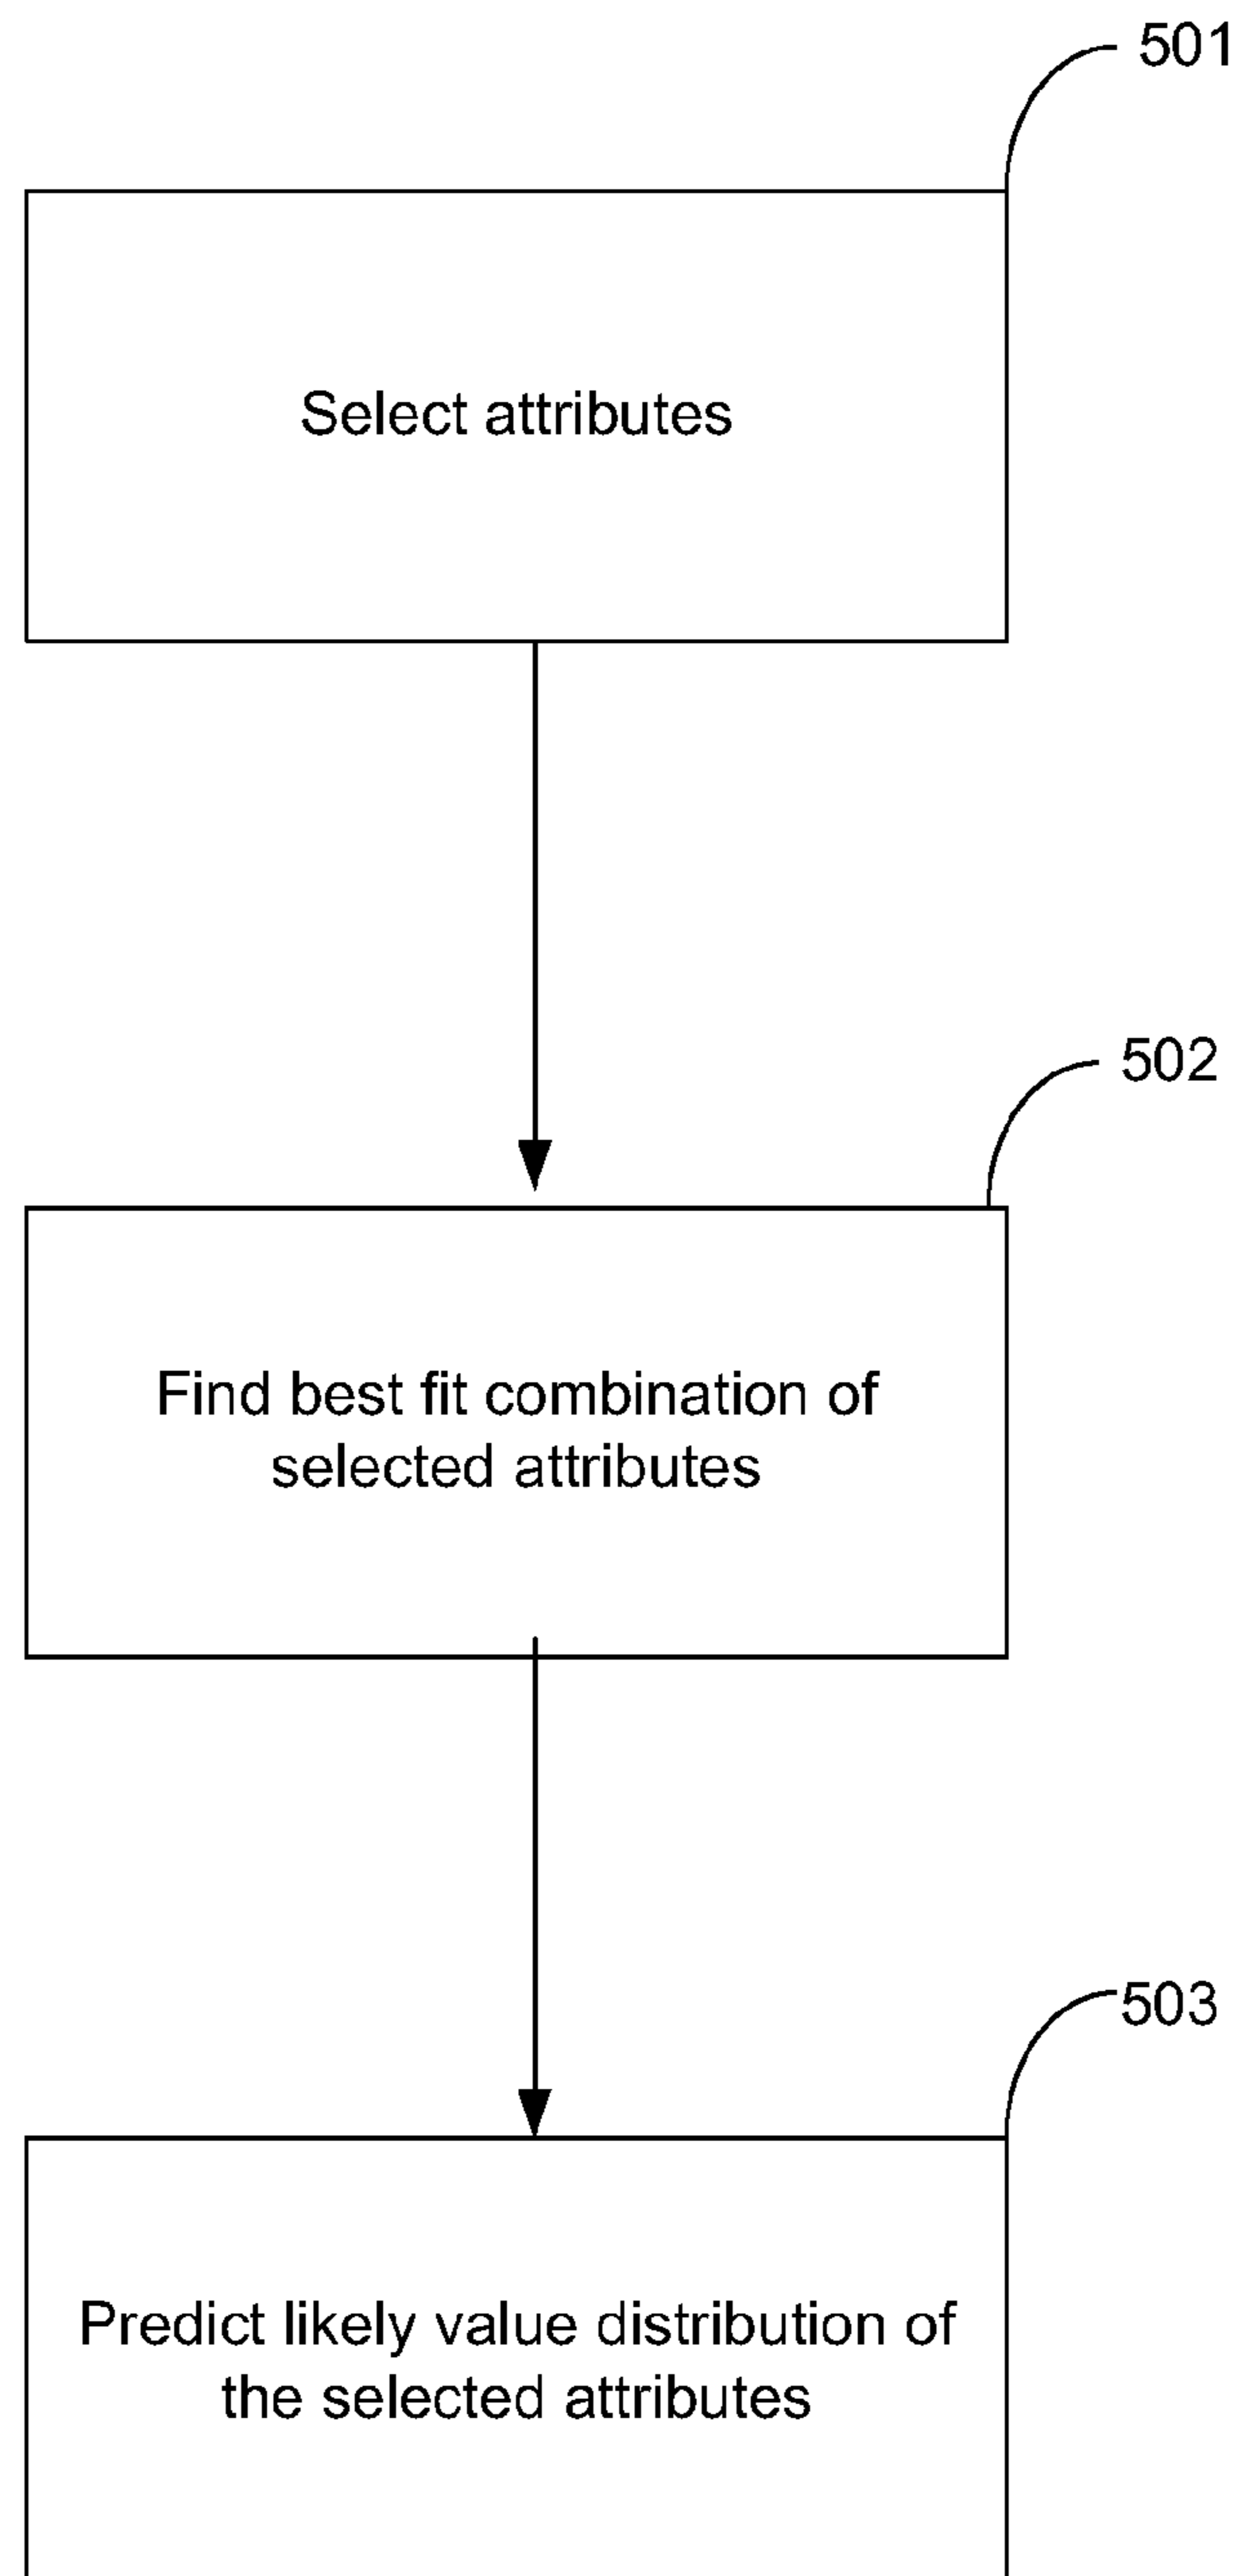 501
Select attributes
502
Find best fit combination of
selected attributes
503
Predict likely value distribution of
the selected attributes